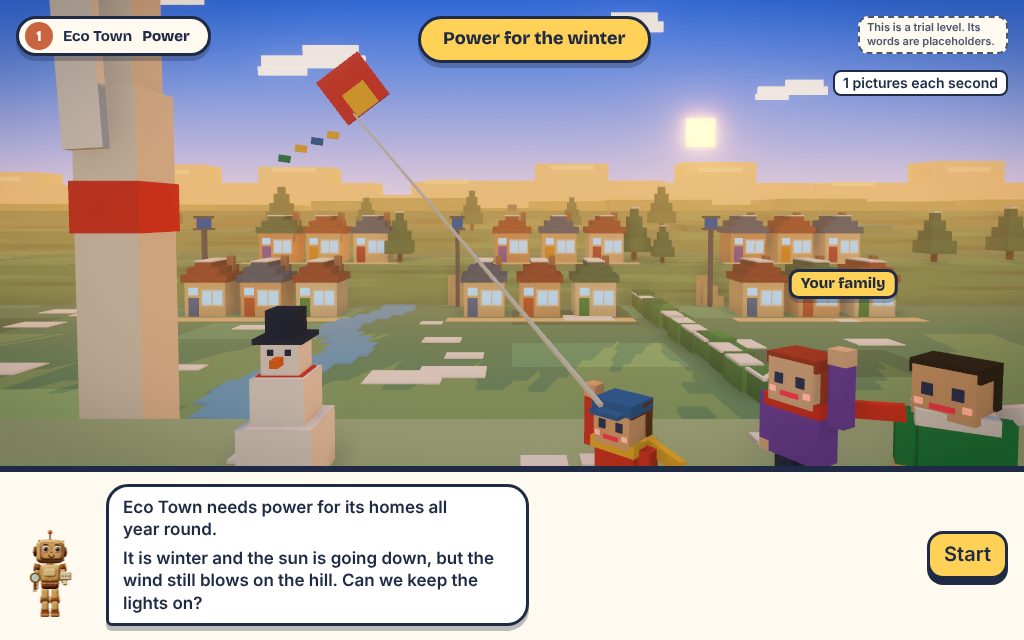 1 Eco Town Power
Power for the winter
This is a trial level. Its
words are placeholders.
1 pictures each second
Your family
Eco Town needs power for its homes all
year round.
It is winter and the sun is going down, but the
wind still blows on the hill. Can we keep the
lights on?
Start